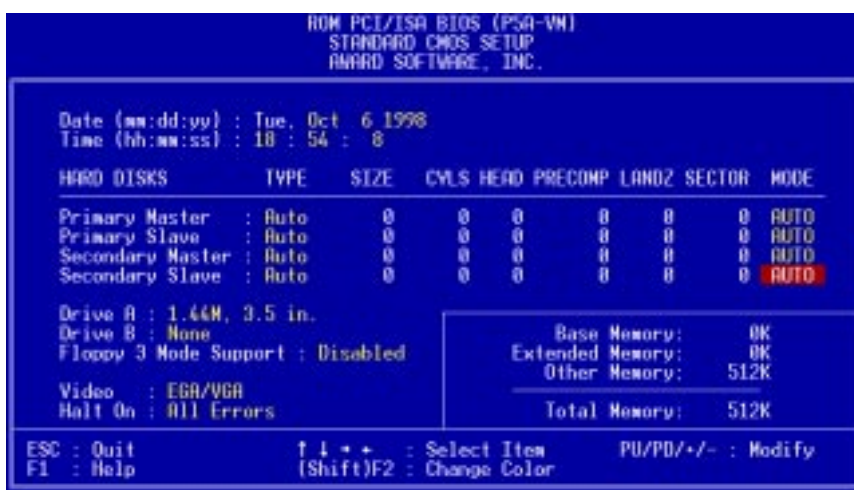 ROM PCI/ISA BIOS (P5A-VM)
STANDARD CMOS SETUP
AWARD SOFTWARE, INC.
Date (mm:dd:yy) : Tue, Oct 6 1998
Time (hh:mm:ss) : 18 : 54 : 8
HARD DISKS TYPE SIZE CYLS HEAD PRECOMP LANDZ SECTOR MODE
Primary Master : Auto 0 0 0 0 0 0 AUTO
Primary Slave : Auto 0 0 0 0 0 0 AUTO
Secondary Master : Auto 0 0 0 0 0 0 AUTO
Secondary Slave : Auto 0 0 0 0 0 0 AUTO
Drive A : 1.44M, 3.5 in.
Drive B : None
Floppy 3 Mode Support : Disabled
Video : EGA/VGA
Halt On : All Errors
Base Memory: 0K
Extended Memory: 0K
Other Memory: 512K
Total Memory: 512K
ESC : Quit ↑ ↓ → ← : Select Item PU/PD/+/- : Modify
F1 : Help (Shift)F2 : Change Color